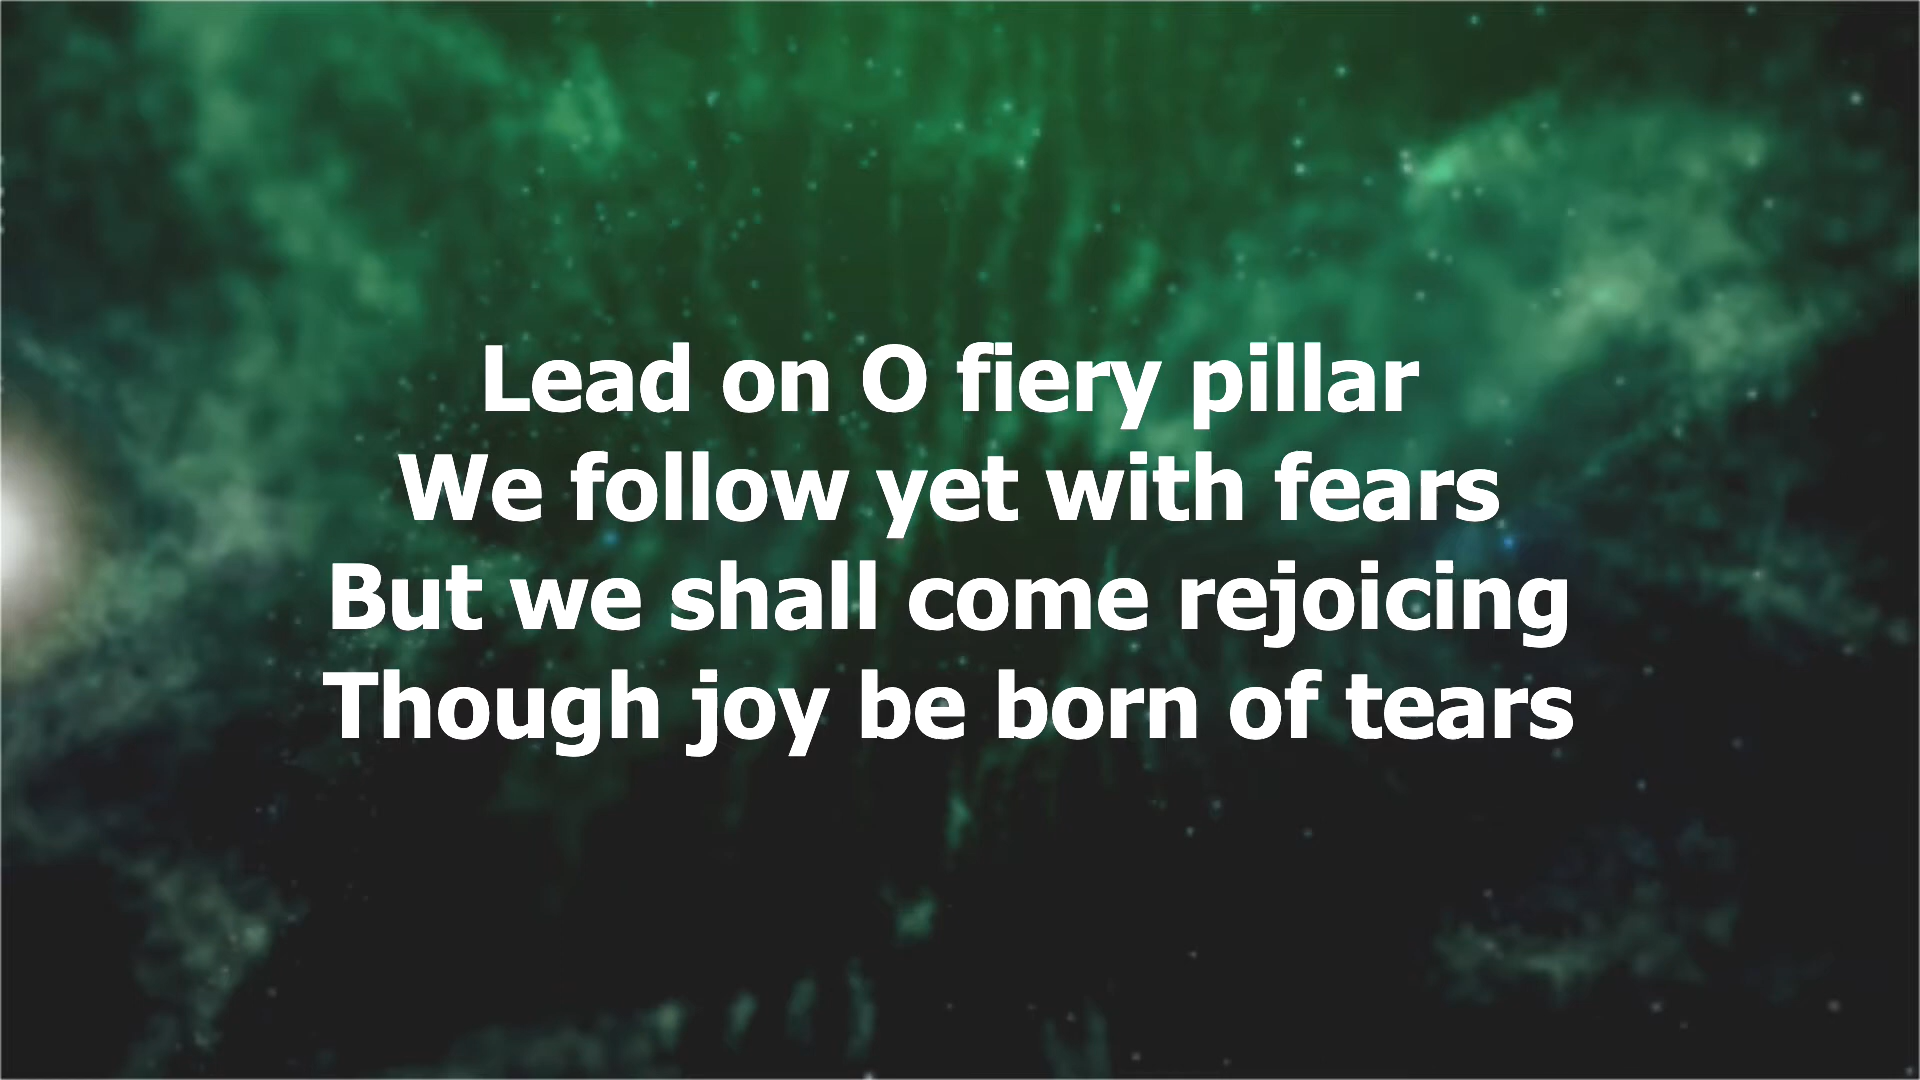 Lead on O fiery pillar
We follow yet with fears
But we shall come rejoicing
Though joy be born of tears